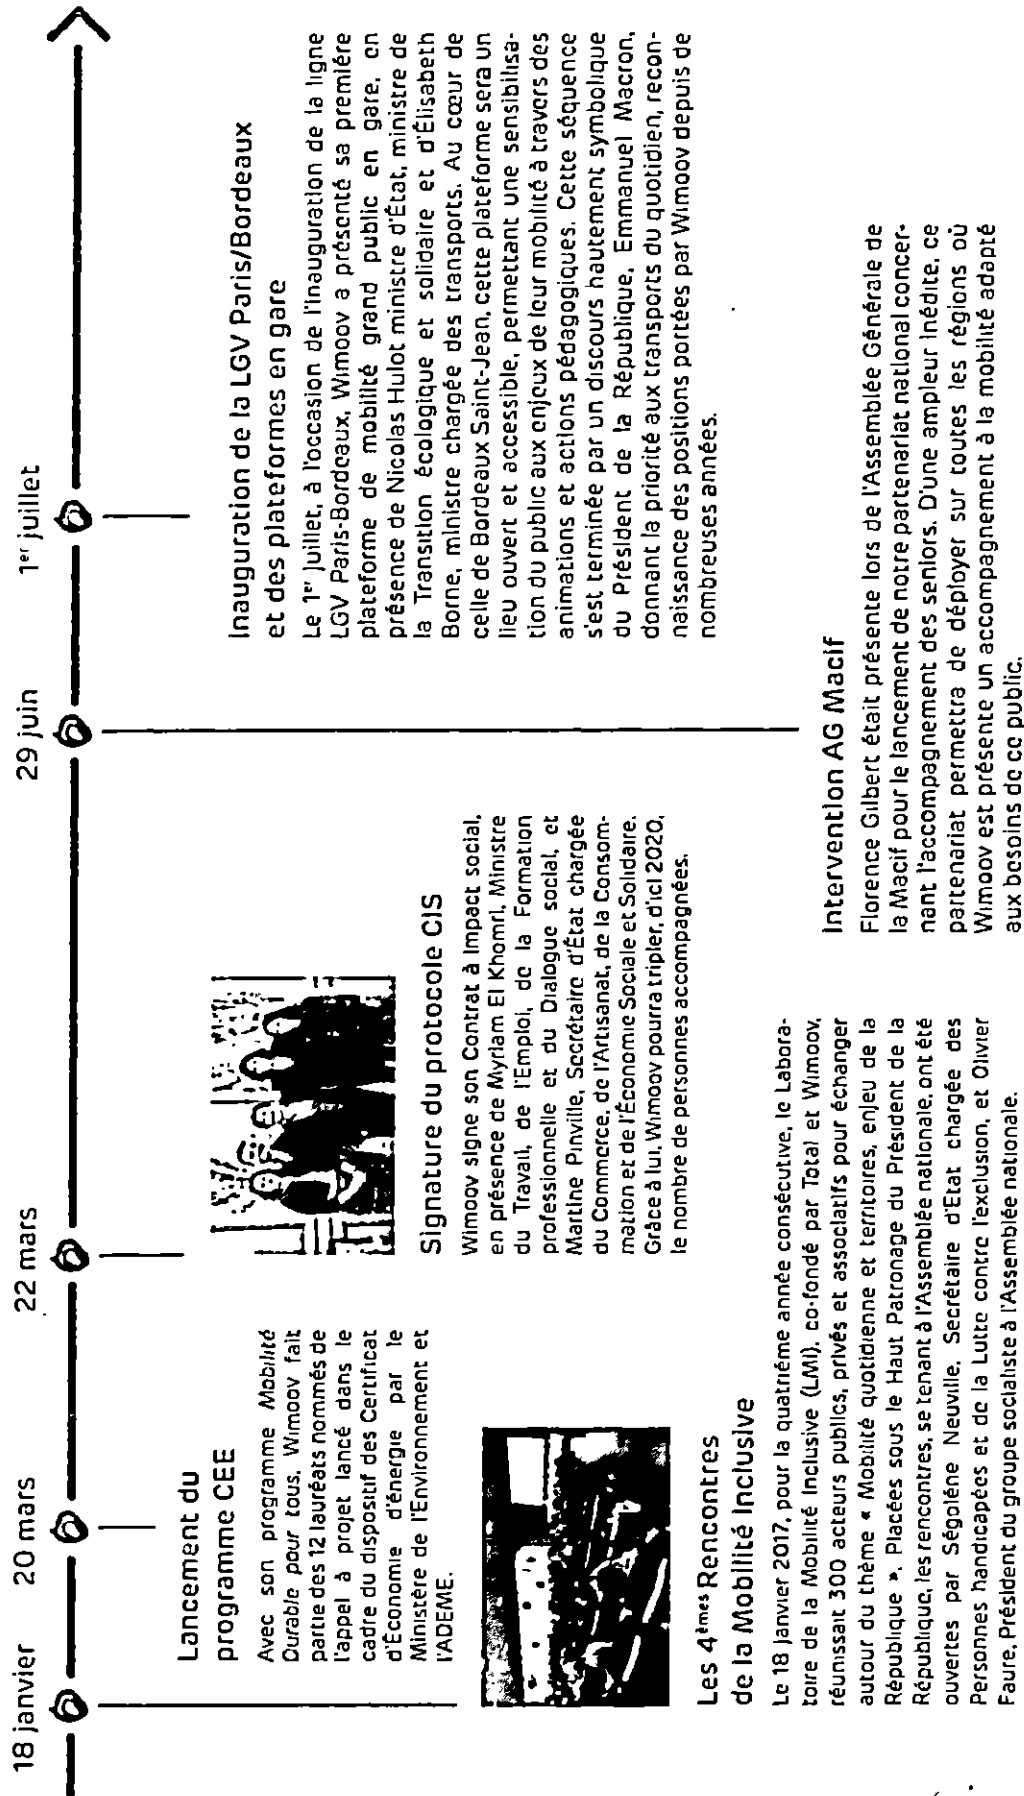 18 janvier
20 mars
22 mars
29 juin
1er juillet
Les 4èmes Rencontres
de la Mobilité Inclusive
Le 18 janvier 2017, pour la quatrième année consécutive, le Labora-
toire de la Mobilité Inclusive (LMI), co-fondé par Total et Wimoov,
réunissait 300 acteurs publics, privés et associatifs pour échanger
autour du thème « Mobilité quotidienne et territoires, enjeu de la
République ». Placées sous le Haut Patronage du Président de la
République, les rencontres, se tenant à l'Assemblée nationale, ont été
ouvertes par Ségolène Neuville, Secrétaire d'État chargée des
Personnes handicapées et de la Lutte contre l'exclusion, et Olivier
Faure, Président du groupe socialiste à l'Assemblée nationale.
Lancement du
programme CEE
Avec son programme Mobilité
Durable pour tous, Wimoov fait
partie des 12 lauréats nommés de
l'appel à projet lancé dans le
cadre du dispositif des Certificat
d'Économie d'énergie par le
Ministère de l'Environnement et
l'ADEME.
Signature du protocole CIS
Wimoov signe son Contrat à Impact social,
en présence de Myriam El Khomri, Ministre
du Travail, de l'Emploi, de la Formation
professionnelle et du Dialogue social, et
Martine Pinville, Secrétaire d'État chargée
du Commerce, de l'Artisanat, de la Consom-
mation et de l'Économie Sociale et Solidaire.
Grâce à lui, Wimoov pourra tripler, d'ici 2020,
le nombre de personnes accompagnées.
Intervention AG Macif
Florence Gilbert était présente lors de l'Assemblée Générale de
la Macif pour le lancement de notre partenariat national concer-
nant l'accompagnement des seniors. D'une ampleur inédite, ce
partenariat permettra de déployer sur toutes les régions où
Wimoov est présente un accompagnement à la mobilité adapté
aux besoins de ce public.
Inauguration de la LGV Paris/Bordeaux
et des plateformes en gare
Le 1er juillet, à l'occasion de l'inauguration de la ligne
LGV Paris-Bordeaux, Wimoov a présenté sa première
plateforme de mobilité grand public en gare, en
présence de Nicolas Hulot ministre d'État, ministre de
la Transition écologique et solidaire et d'Élisabeth
Borne, ministre chargée des transports. Au cœur de
celle de Bordeaux Saint-Jean, cette plateforme sera un
lieu ouvert et accessible, permettant une sensibilisa-
tion du public aux enjeux de leur mobilité à travers des
animations et actions pédagogiques. Cette séquence
s'est terminée par un discours hautement symbolique
du Président de la République, Emmanuel Macron,
donnant la priorité aux transports du quotidien, recon-
naissance des positions portées par Wimoov depuis de
nombreuses années.